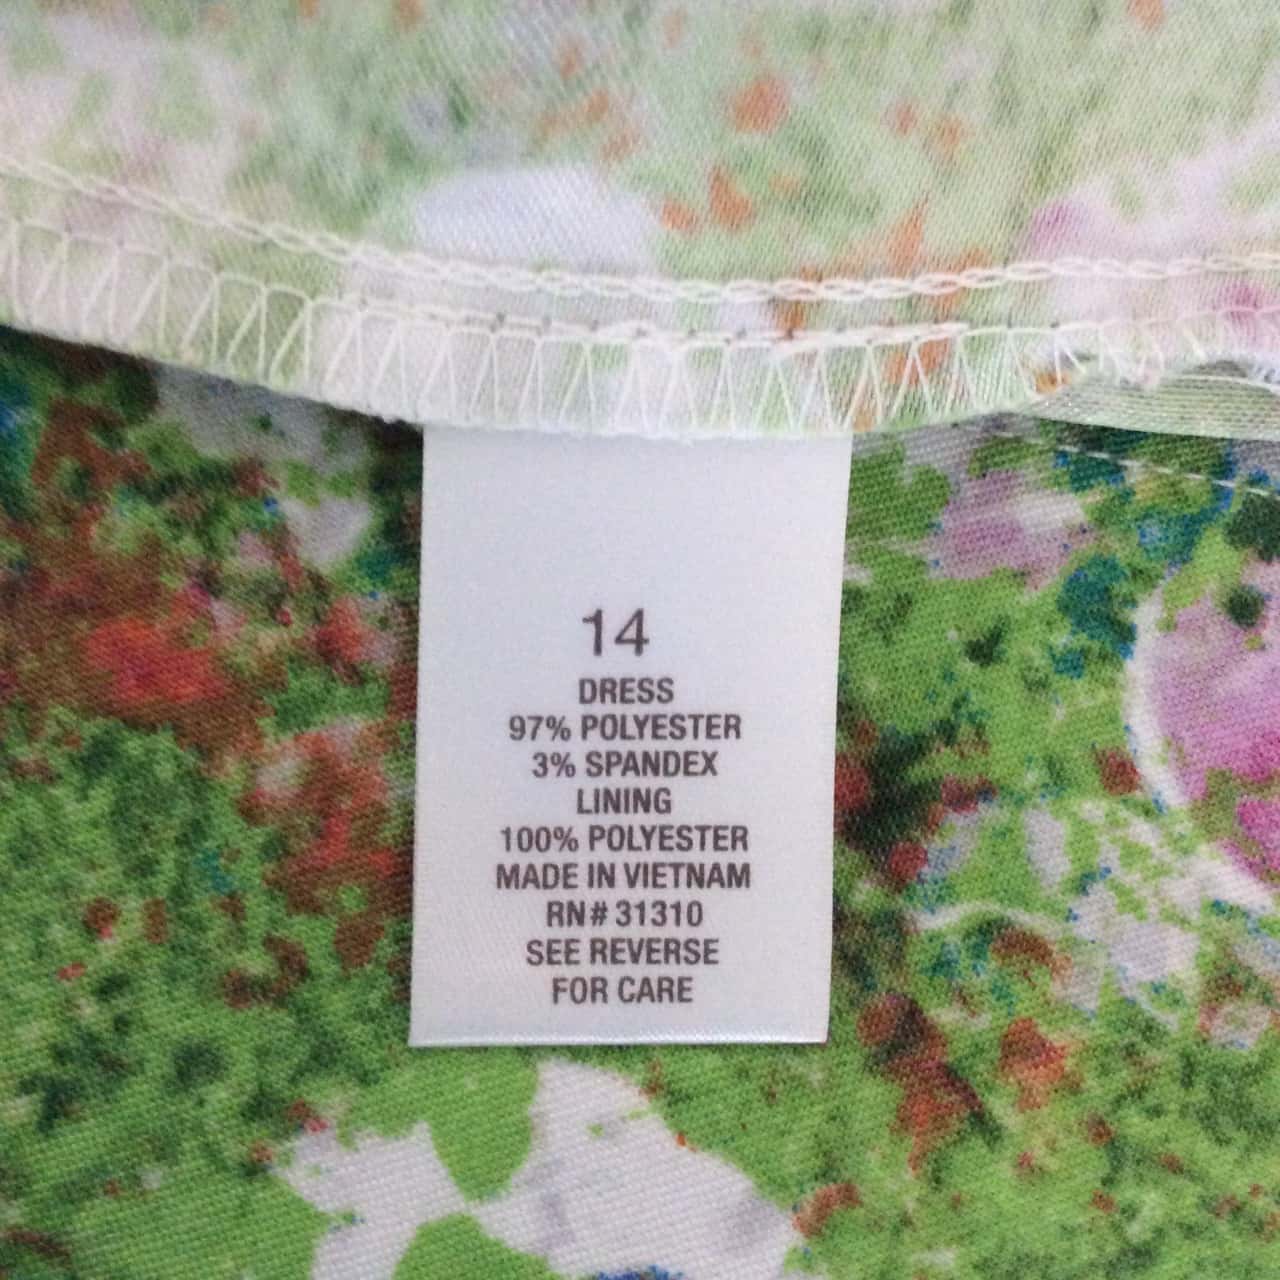 14
DRESS
97% POLYESTER
3% SPANDEX
LINING
100% POLYESTER
MADE IN VIETNAM
RN# 31310
SEE REVERSE
FOR CARE